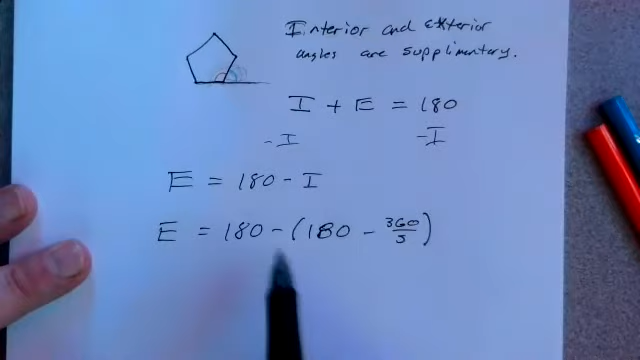 Interior and exterior
angles are supplimentary.
I + E = 180
-I -I
E = 180 - I
E = 180 - (180 - 360/5)